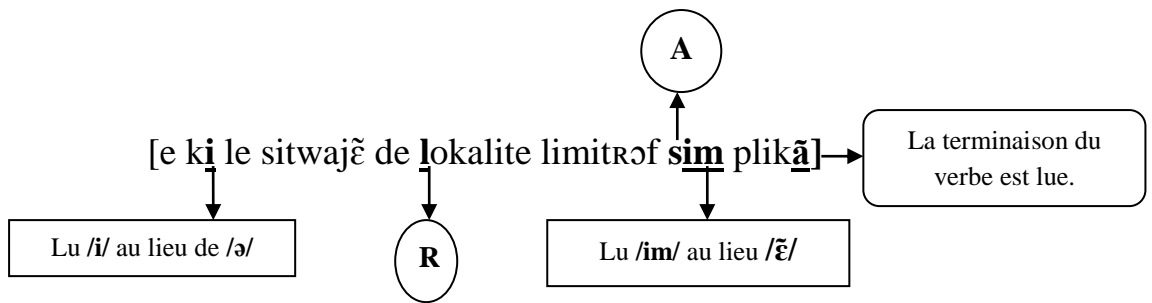 A
[e ki le sitwajɛ̃ de lokalite limitʀɔf sim plikã]
La terminaison du
verbe est lue.
Lu /i/ au lieu de /ə/
R
Lu /im/ au lieu /ɛ̃/